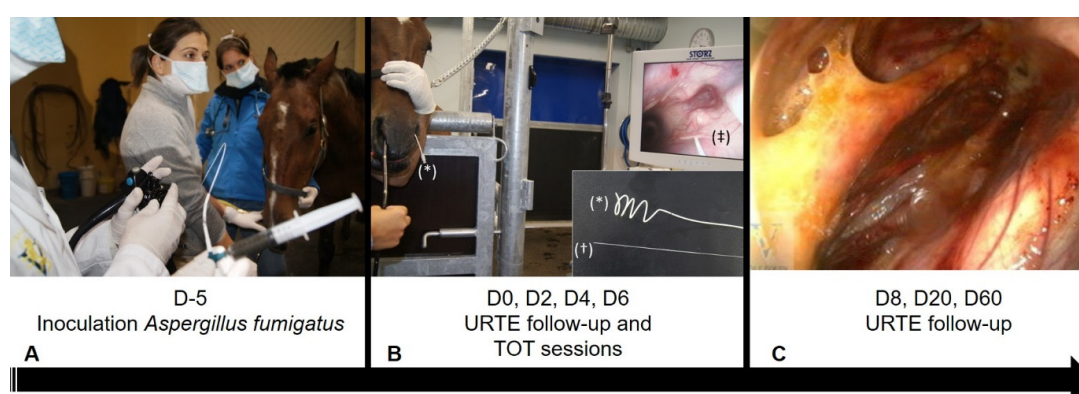 STORZ
(‡)
(*)
(*)
(†)
D-5
Inoculation Aspergillus fumigatus
A
D0, D2, D4, D6
URTE follow-up and
TOT sessions
B
D8, D20, D60
URTE follow-up
C